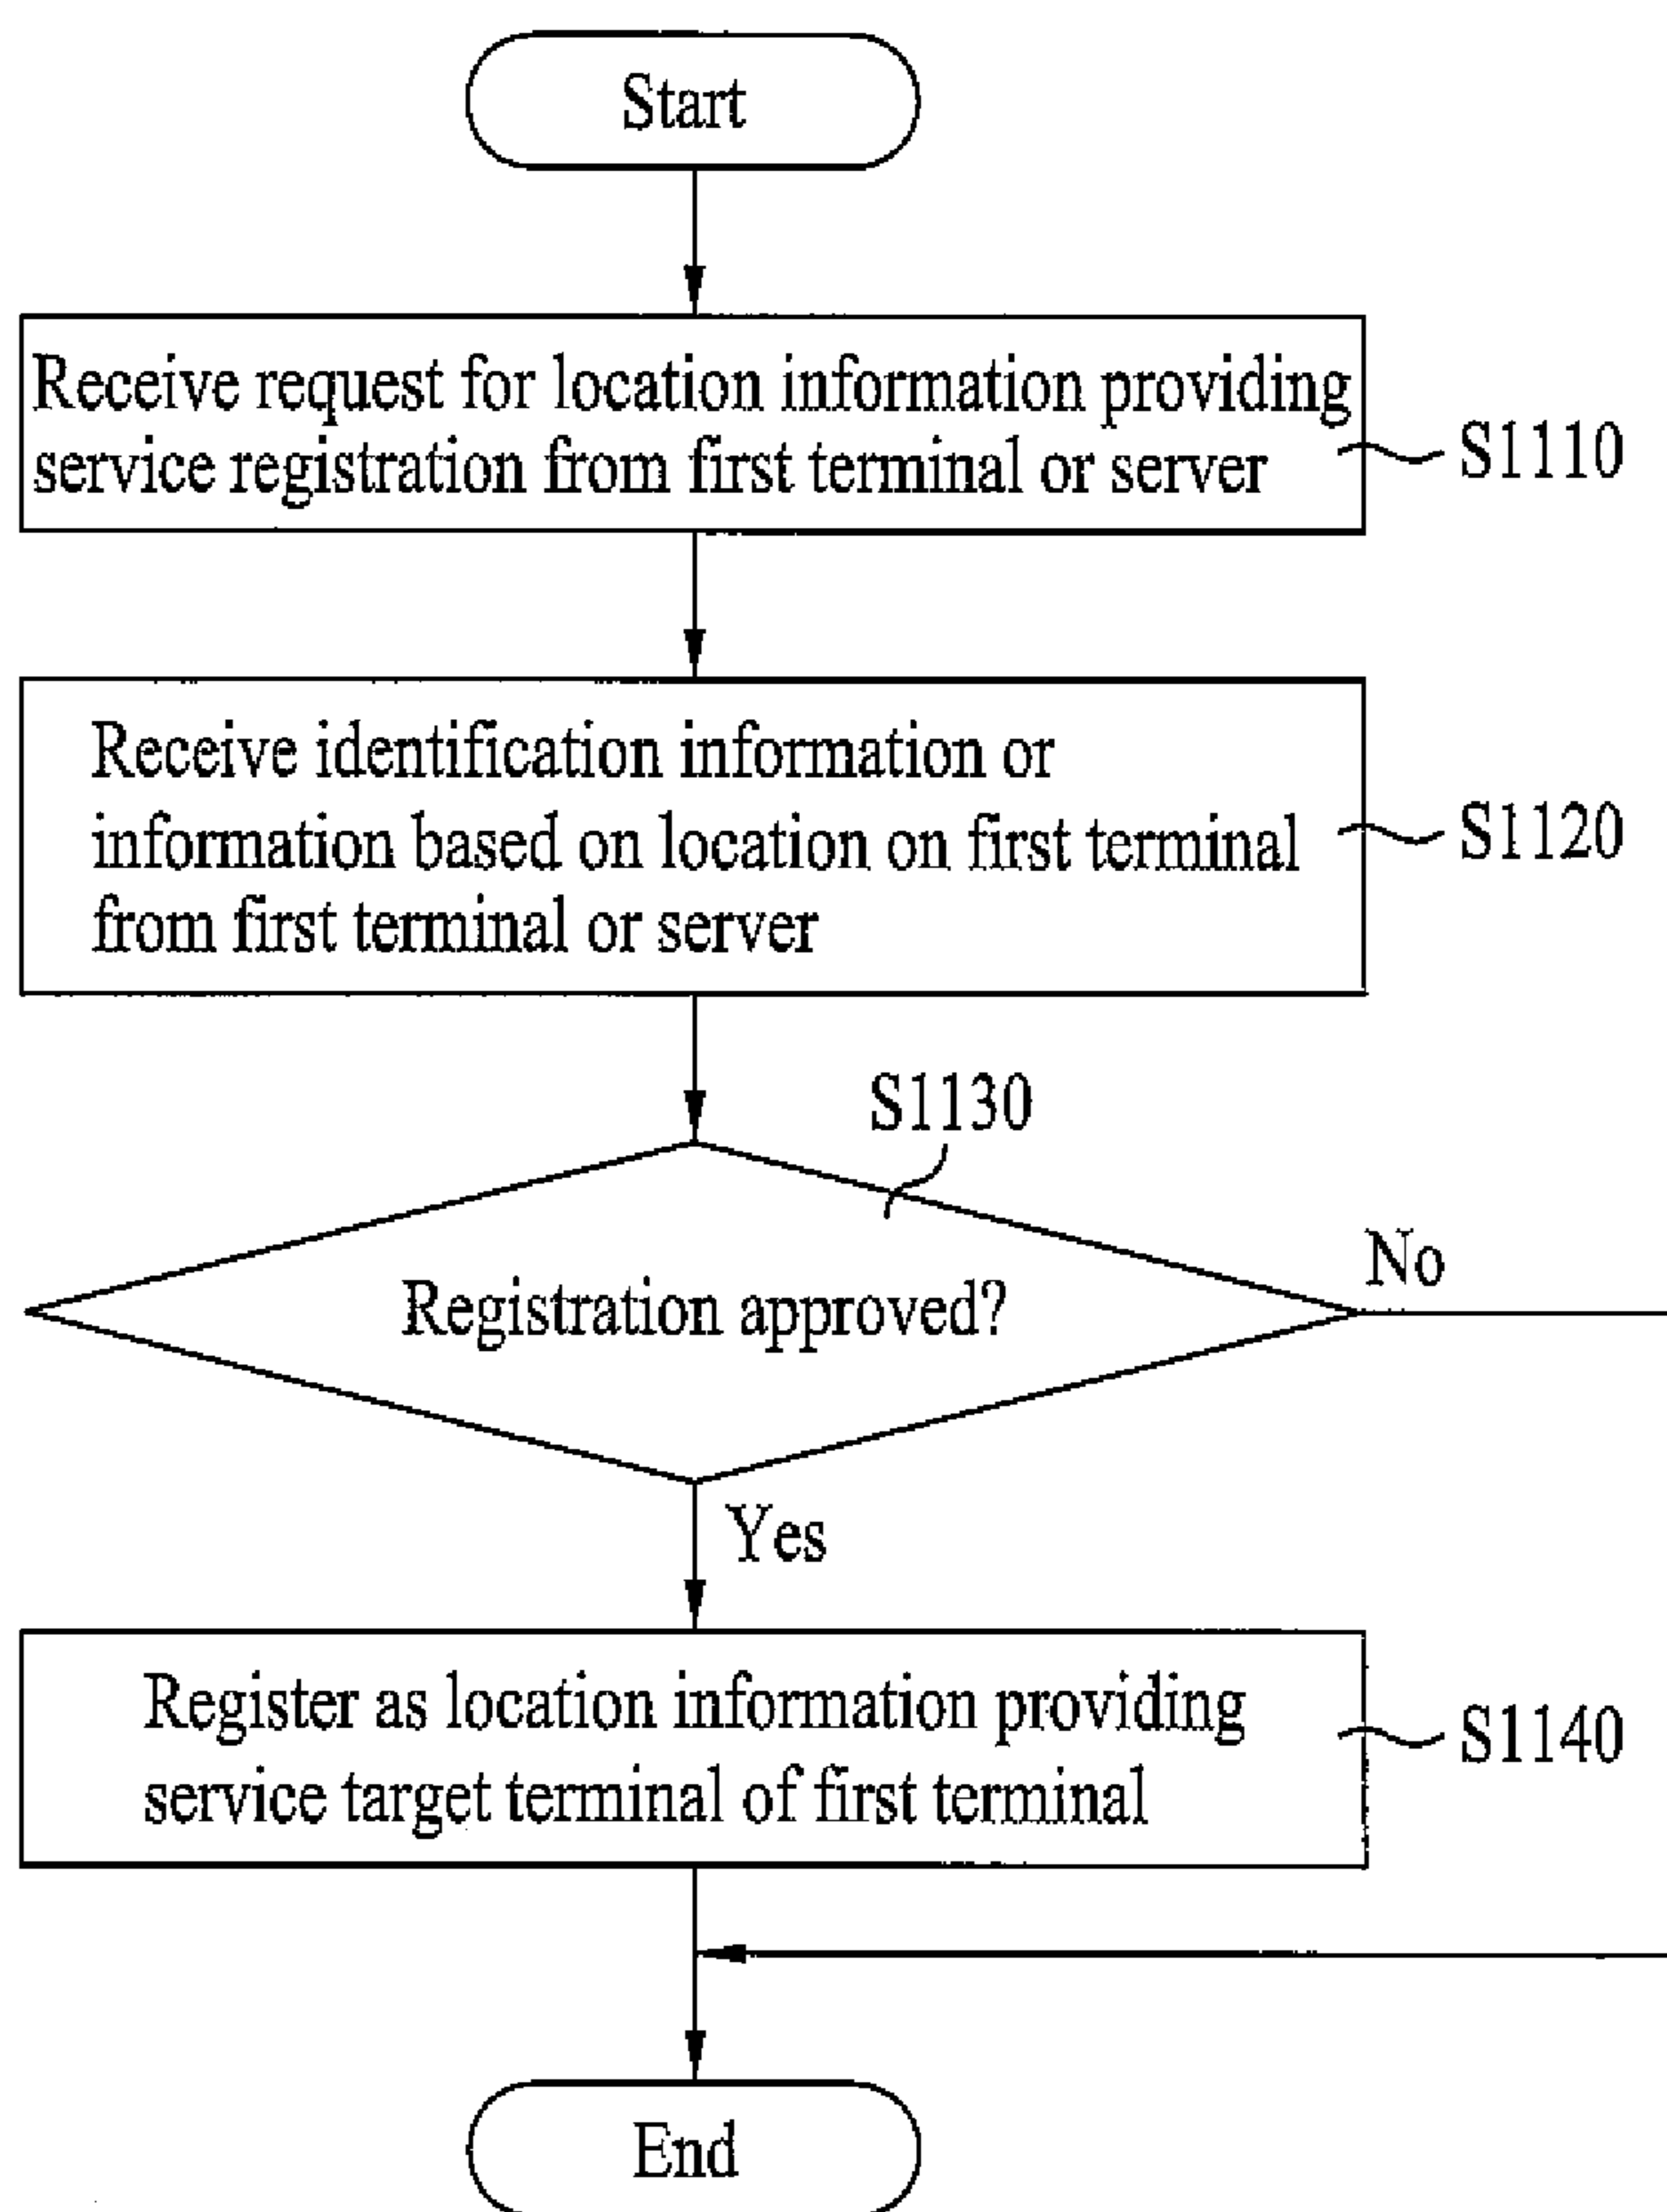 Start
Receive request for location information providing
service registration from first terminal or server
S1110
Receive identification information or
information based on location on first terminal
from first terminal or server
S1120
S1130
Registration approved?
No
Yes
Register as location information providing
service target terminal of first terminal
S1140
End